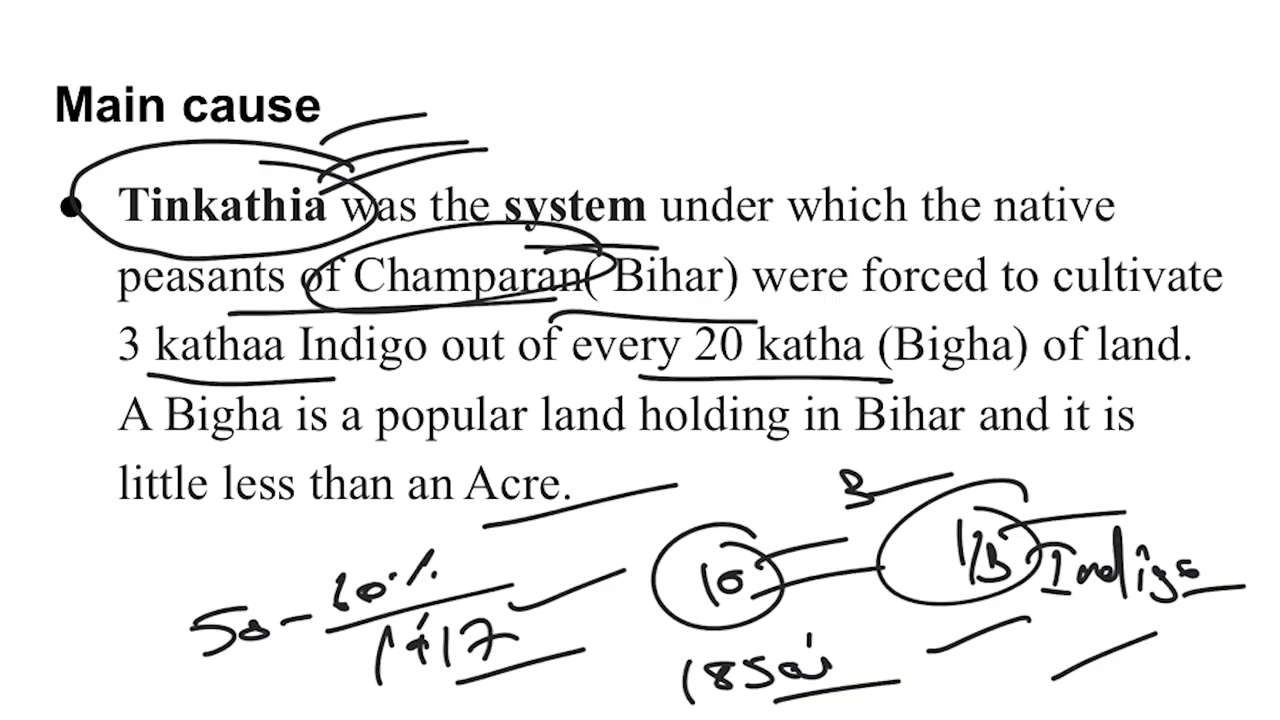 Main cause
• Tinkathia was the system under which the native
peasants of Champaran( Bihar) were forced to cultivate
3 kathaa Indigo out of every 20 katha (Bigha) of land.
A Bigha is a popular land holding in Bihar and it is
little less than an Acre.
3
10
1/3 Indigo
50 - 60%
1917